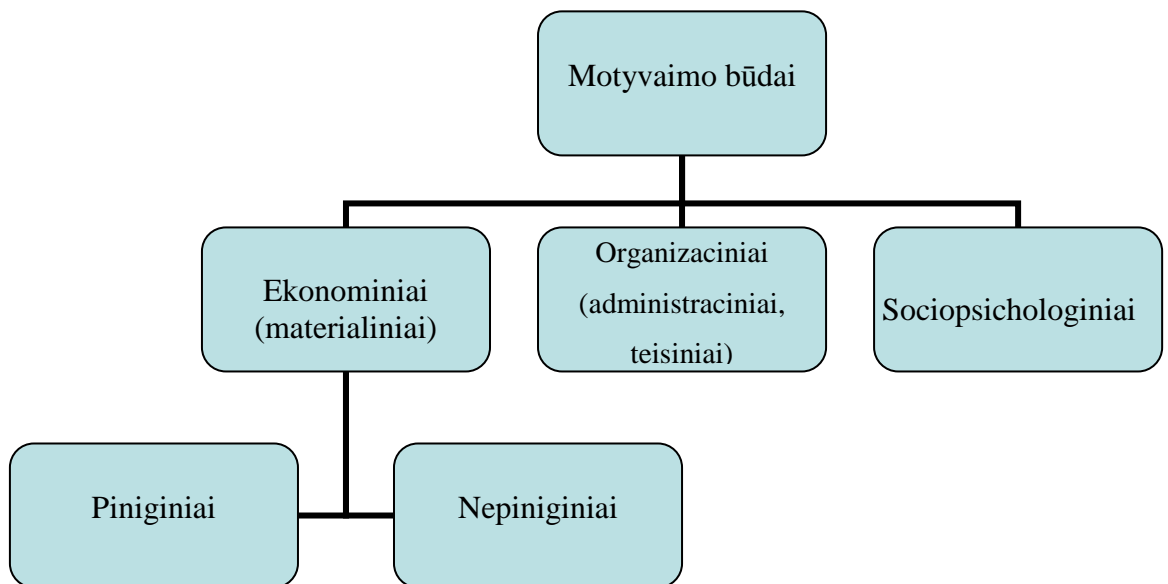 Motyvaimo būdai
Ekonominiai
(materialiniai)
Organizaciniai
(administraciniai,
teisiniai)
Sociopsichologiniai
Piniginiai
Nepiniginiai